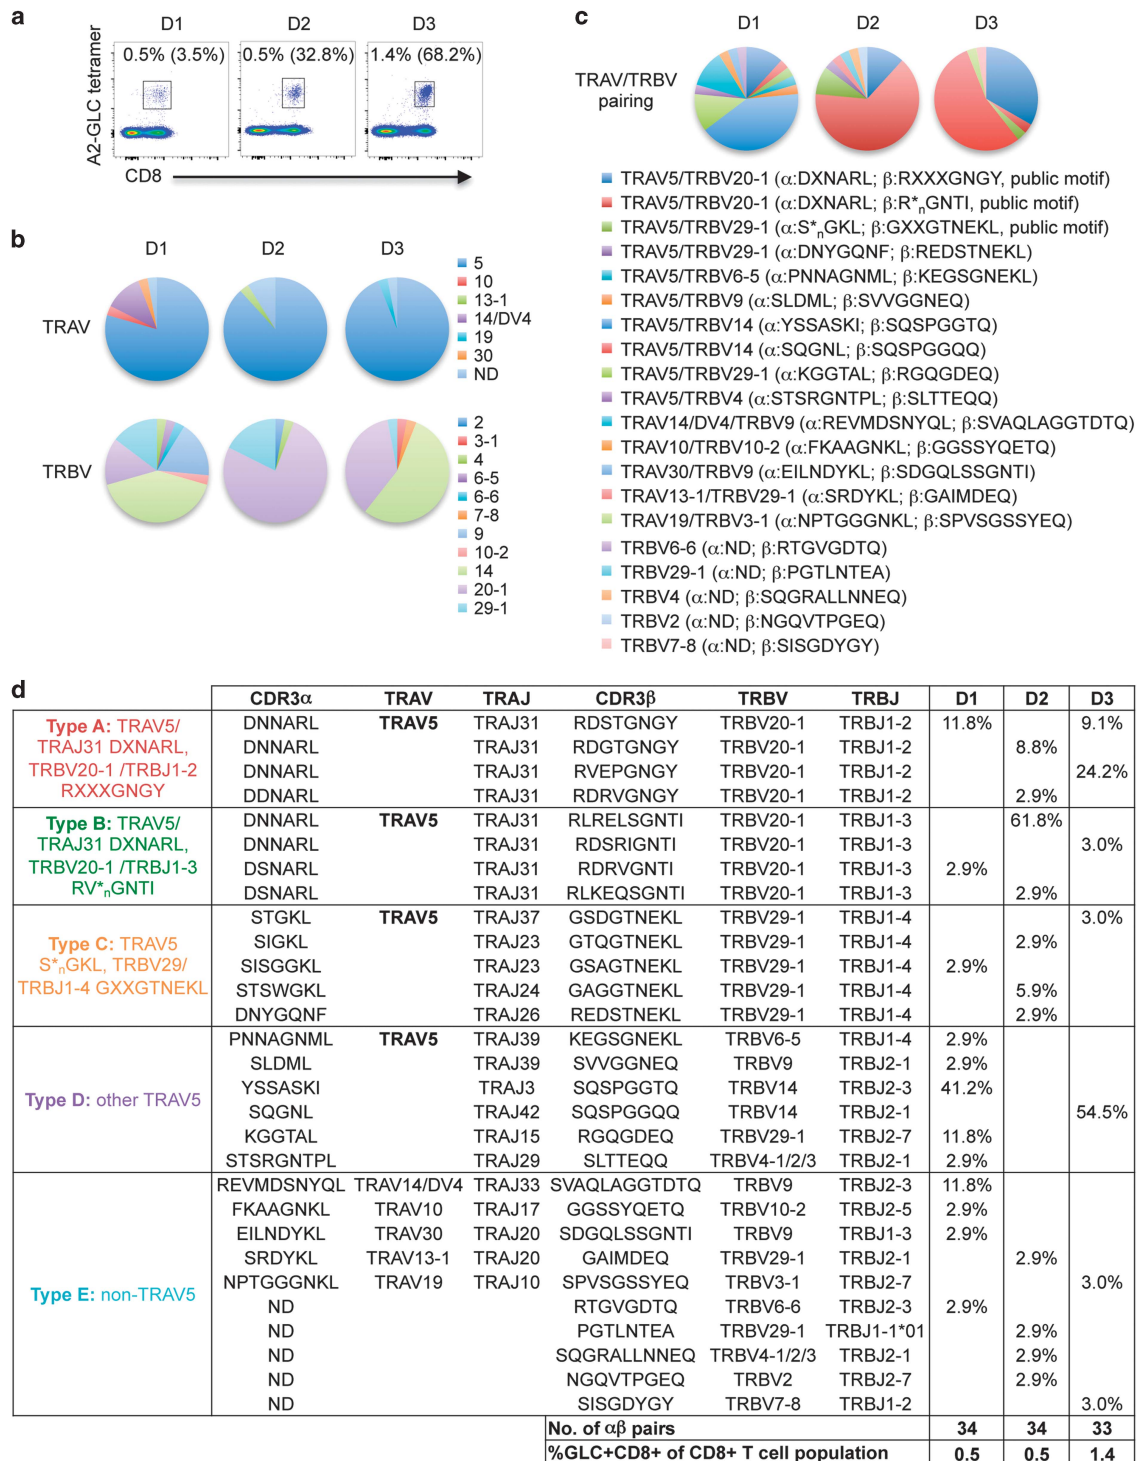 a
D1 D2 D3
0.5% (3.5%) 0.5% (32.8%) 1.4% (68.2%)
A2-GLC tetramer
CD8
b
D1 D2 D3
TRAV
5
10
13-1
14/DV4
19
30
ND
TRBV
2
3-1
4
6-5
6-6
7-8
9
10-2
14
20-1
29-1
c
D1 D2 D3
TRAV/TRBV
pairing
TRAV5/TRBV20-1 (α:DXNARL; β:RXXXGNGY, public motif)
TRAV5/TRBV20-1 (α:DXNARL; β:R*nGNTI, public motif)
TRAV5/TRBV29-1 (α:S*nGKL; β:GXXGTNEKL, public motif)
TRAV5/TRBV29-1 (α:DNYGQNF; β:REDSTNEKL)
TRAV5/TRBV6-5 (α:PNNAGNML; β:KEGSGNEKL)
TRAV5/TRBV9 (α:SLDML; β:SVVGGNEQ)
TRAV5/TRBV14 (α:YSSASKI; β:SQSPGGTQ)
TRAV5/TRBV14 (α:SQGNL; β:SQSPGGQQ)
TRAV5/TRBV29-1 (α:KGGTAL; β:RGQGDEQ)
TRAV5/TRBV4 (α:STSRGNTPL; β:SLTTEQQ)
TRAV14/DV4/TRBV9 (α:REVMDSNYQL; β:SVAQLAGGTDTQ)
TRAV10/TRBV10-2 (α:FKAAGNKL; β:GGSSYQETQ)
TRAV30/TRBV9 (α:EILNDYKL; β:SDGQLSSGNTI)
TRAV13-1/TRBV29-1 (α:SRDYKL; β:GAIMDEQ)
TRAV19/TRBV3-1 (α:NPTGGGNKL; β:SPVSGSSYEQ)
TRBV6-6 (α:ND; β:RTGVGDTQ)
TRBV29-1 (α:ND; β:PGTLNTEA)
TRBV4 (α:ND; β:SQGRALLNNEQ)
TRBV2 (α:ND; β:NGQVTPGEQ)
TRBV7-8 (α:ND; β:SISGDYGY)
d
CDR3α TRAV TRAJ CDR3β TRBV TRBJ D1 D2 D3
Type A: TRAV5/
TRAJ31 DXNARL,
TRBV20-1 /TRBJ1-2
RXXXGNGY
DNNARL TRAV5 TRAJ31 RDSTGNGY TRBV20-1 TRBJ1-2 11.8% 9.1%
DNNARL TRAJ31 RDGTGNGY TRBV20-1 TRBJ1-2 8.8%
DNNARL TRAJ31 RVEPGNGY TRBV20-1 TRBJ1-2 24.2%
DDNARL TRAJ31 RDRVGNGY TRBV20-1 TRBJ1-2 2.9%
Type B: TRAV5/
TRAJ31 DXNARL,
TRBV20-1 /TRBJ1-3
RV*nGNTI
DNNARL TRAV5 TRAJ31 RLRELSGNTI TRBV20-1 TRBJ1-3 61.8%
DNNARL TRAJ31 RDSRIGNTI TRBV20-1 TRBJ1-3 3.0%
DSNARL TRAJ31 RDRVGNTI TRBV20-1 TRBJ1-3 2.9%
DSNARL TRAJ31 RLKEQSGNTI TRBV20-1 TRBJ1-3 2.9%
Type C: TRAV5
S*nGKL, TRBV29/
TRBJ1-4 GXXGTNEKL
STGKL TRAV5 TRAJ37 GSDGTNEKL TRBV29-1 TRBJ1-4 3.0%
SIGKL TRAJ23 GTQGTNEKL TRBV29-1 TRBJ1-4 2.9%
SISGGKL TRAJ23 GSAGTNEKL TRBV29-1 TRBJ1-4 2.9%
STSWGKL TRAJ24 GAGGTNEKL TRBV29-1 TRBJ1-4 5.9%
DNYGQNF TRAJ26 REDSTNEKL TRBV29-1 TRBJ1-4 2.9%
Type D: other TRAV5
PNNAGNML TRAV5 TRAJ39 KEGSGNEKL TRBV6-5 TRBJ1-4 2.9%
SLDML TRAJ39 SVVGGNEQ TRBV9 TRBJ2-1 2.9%
YSSASKI TRAJ3 SQSPGGTQ TRBV14 TRBJ2-3 41.2%
SQGNL TRAJ42 SQSPGGQQ TRBV14 TRBJ2-1 54.5%
KGGTAL TRAJ15 RGQGDEQ TRBV29-1 TRBJ2-7 11.8%
STSRGNTPL TRAJ29 SLTTEQQ TRBV4-1/2/3 TRBJ2-1 2.9%
Type E: non-TRAV5
REVMDSNYQL TRAV14/DV4 TRAJ33 SVAQLAGGTDTQ TRBV9 TRBJ2-3 11.8%
FKAAGNKL TRAV10 TRAJ17 GGSSYQETQ TRBV10-2 TRBJ2-5 2.9%
EILNDYKL TRAV30 TRAJ20 SDGQLSSGNTI TRBV9 TRBJ1-3 2.9%
SRDYKL TRAV13-1 TRAJ20 GAIMDEQ TRBV29-1 TRBJ2-1 2.9%
NPTGGGNKL TRAV19 TRAJ10 SPVSGSSYEQ TRBV3-1 TRBJ2-7 3.0%
ND RTGVGDTQ TRBV6-6 TRBJ2-3 2.9%
ND PGTLNTEA TRBV29-1 TRBJ1-1*01 2.9%
ND SQGRALLNNEQ TRBV4-1/2/3 TRBJ2-1 2.9%
ND NGQVTPGEQ TRBV2 TRBJ2-7 2.9%
ND SISGDYGY TRBV7-8 TRBJ1-2 3.0%
No. of αβ pairs 34 34 33
%GLC+CD8+ of CD8+ T cell population 0.5 0.5 1.4